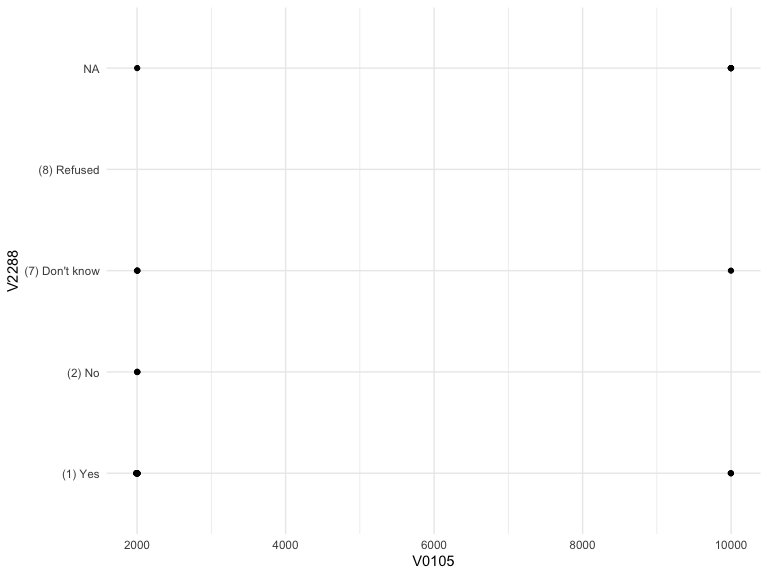 NA
(8) Refused
V2288
(7) Don't know
(2) No
(1) Yes
2000 4000 6000 8000 10000
V0105